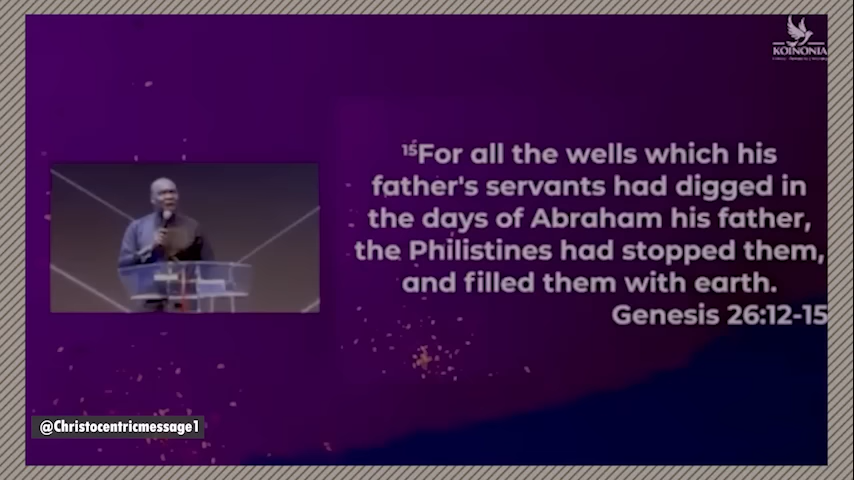 KOINONIA
¹⁵For all the wells which his
father's servants had digged in
the days of Abraham his father,
the Philistines had stopped them,
and filled them with earth.
Genesis 26:12-15
@Christocentricmessage1